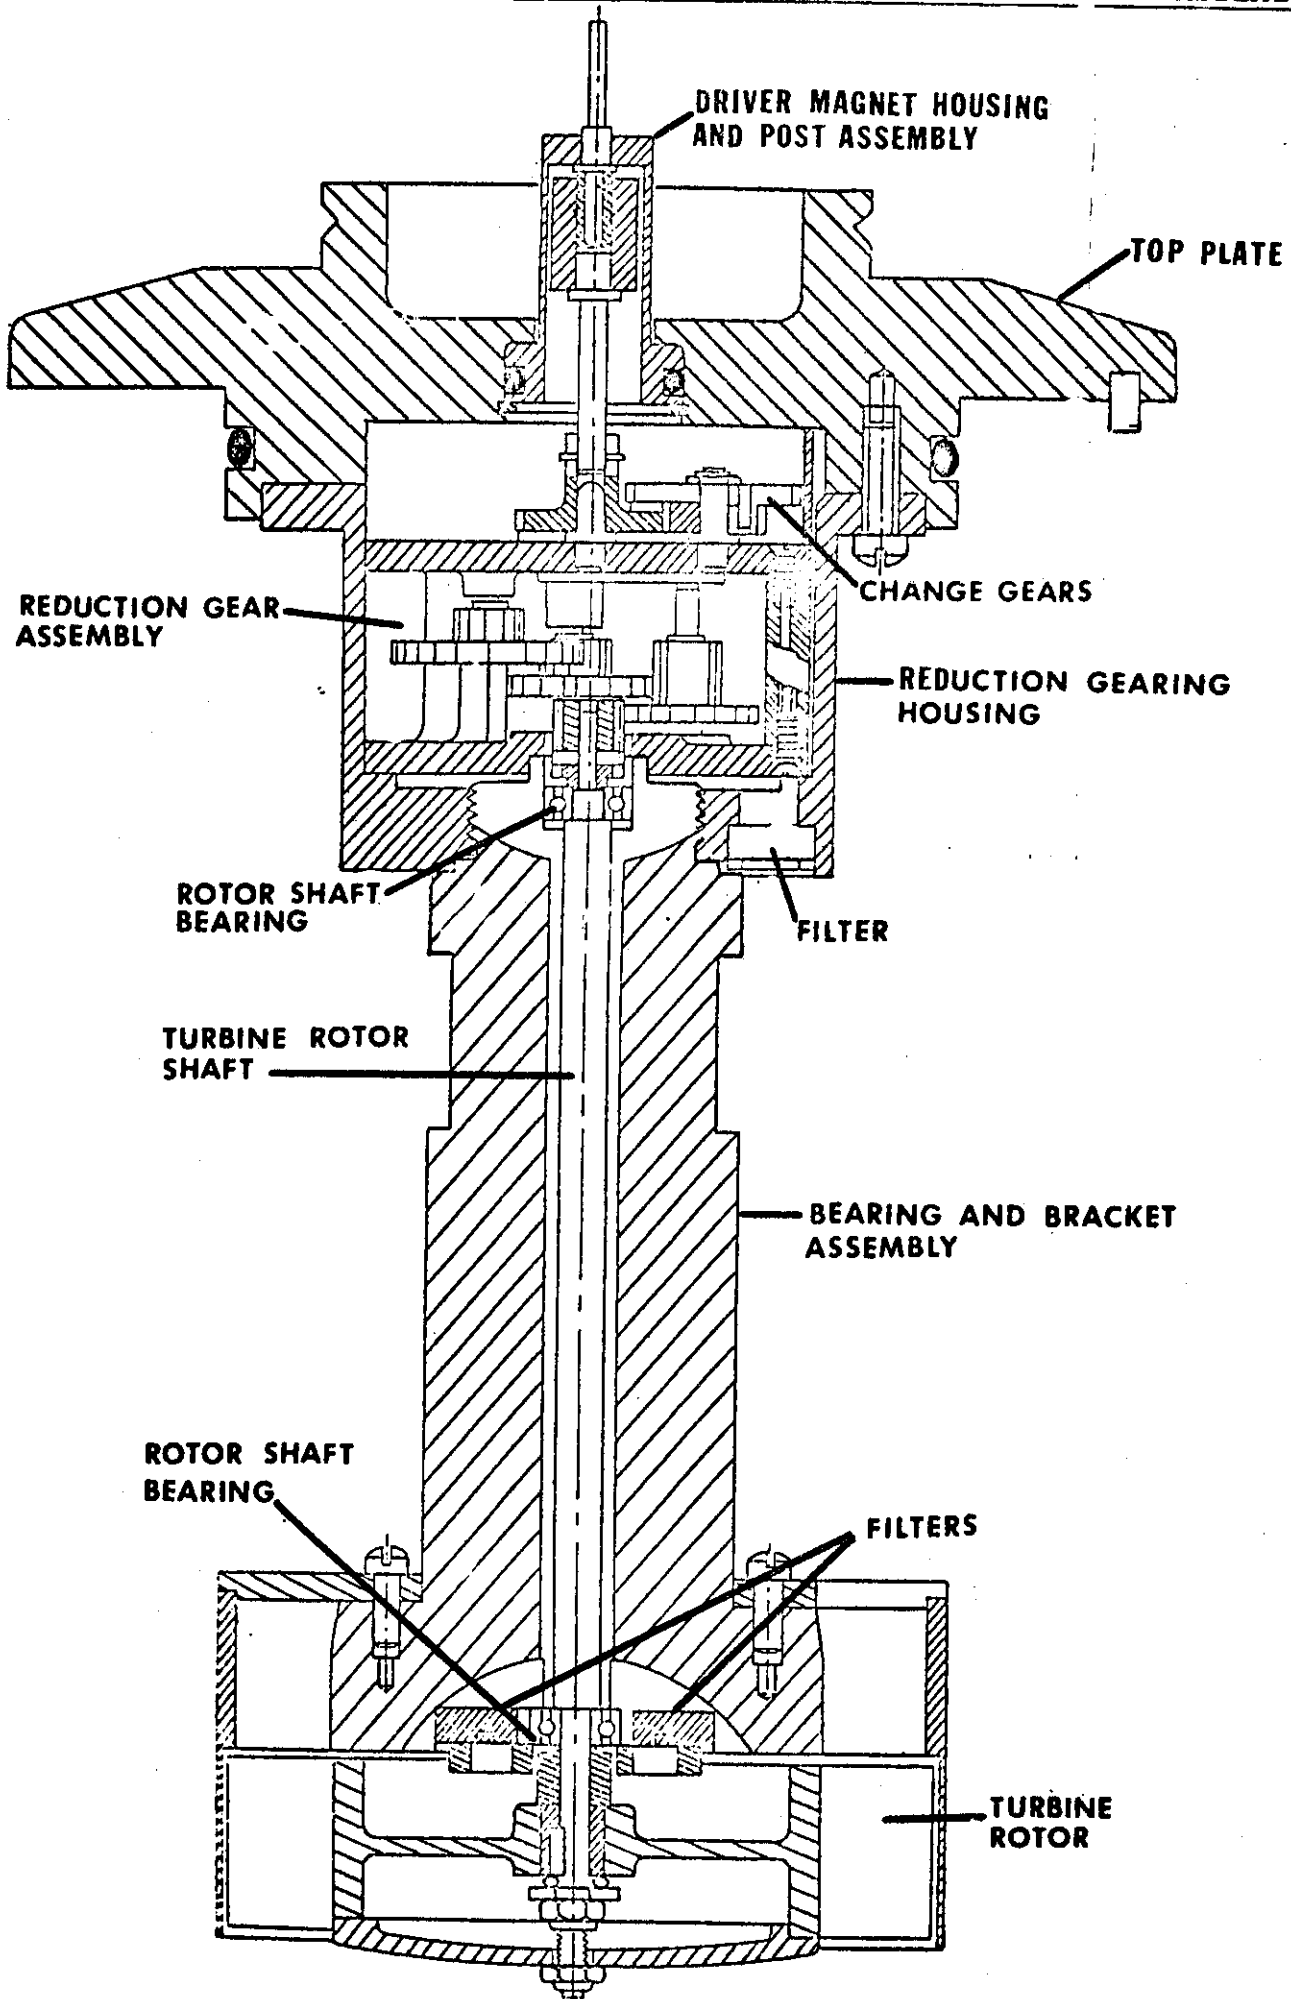 DRIVER MAGNET HOUSING
AND POST ASSEMBLY
TOP PLATE
CHANGE GEARS
REDUCTION GEAR
ASSEMBLY
REDUCTION GEARING
HOUSING
ROTOR SHAFT
BEARING
FILTER
TURBINE ROTOR
SHAFT
BEARING AND BRACKET
ASSEMBLY
ROTOR SHAFT
BEARING
FILTERS
TURBINE
ROTOR